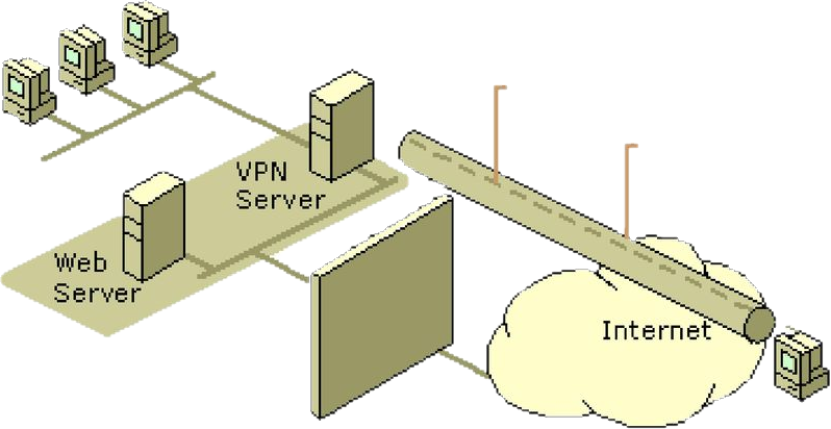 VPN
Server
Web
Server
Internet